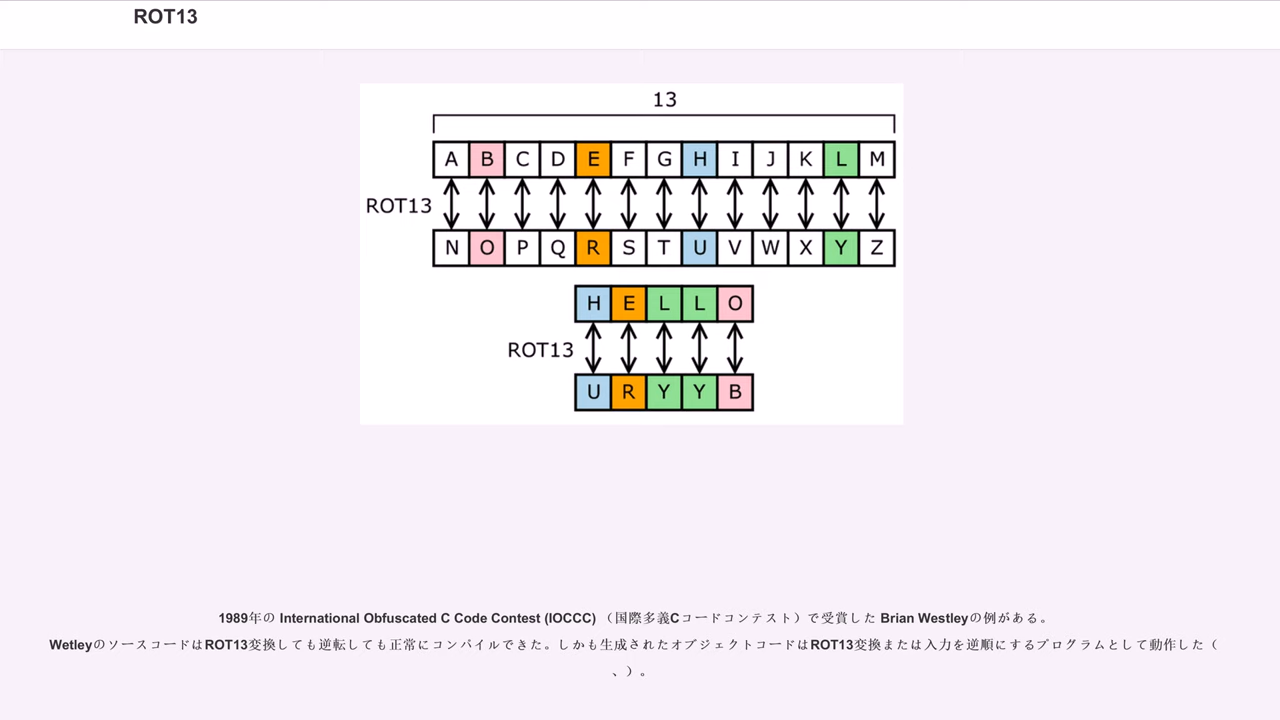 ROT13
13
A B C D E F G H I J K L M
ROT13
N O P Q R S T U V W X Y Z
H E L L O
ROT13
U R Y Y B
1989年の International Obfuscated C Code Contest (IOCCC) （国際多義Cコードコンテスト）で受賞した Brian Westleyの例がある。
WetleyのソースコードはROT13変換しても逆転しても正常にコンパイルできた。しかも生成されたオブジェクトコードはROT13変換または入力を逆順にするプログラムとして動作した（
、）。